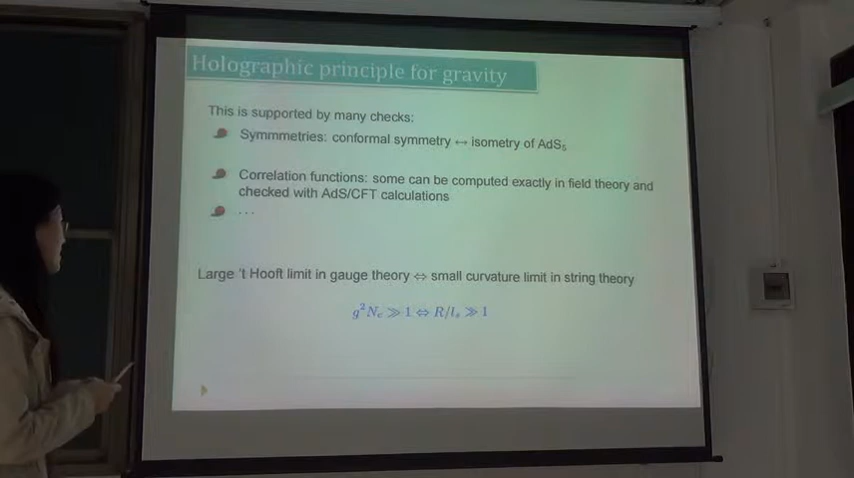 Holographic principle for gravity
This is supported by many checks:
Symmmetries: conformal symmetry ↔ isometry of AdS₅
Correlation functions: some can be computed exactly in field theory and
checked with AdS/CFT calculations
...
Large 't Hooft limit in gauge theory ⇔ small curvature limit in string theory
g²N_c ≫ 1 ⇔ R/l_s ≫ 1